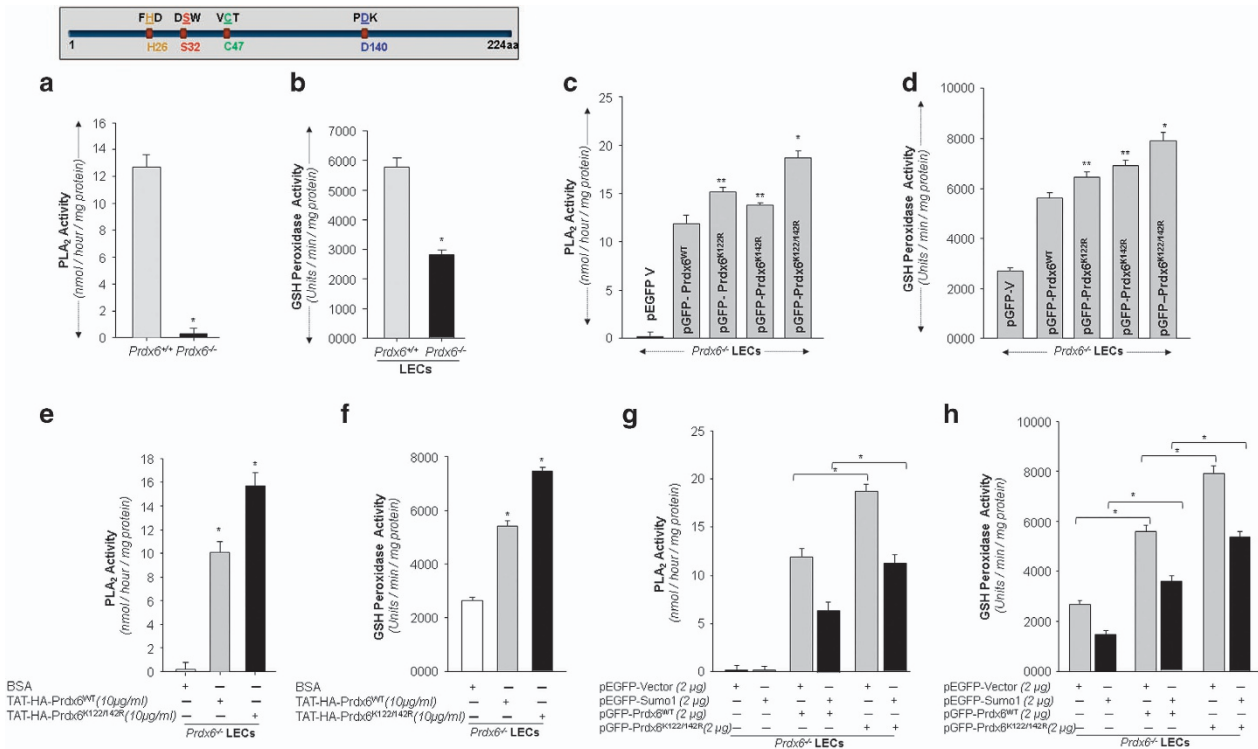 FHD DSW VCT PDK
1 H26 S32 C47 D140 224aa
a
PLA2 Activity
(nmol / hour / mg protein)
16
14
12
10
8
6
4
2
0
*
Prdx6+/+ Prdx6-/-
b
GSH Peroxidase Activity
(Units / min / mg protein)
7000
6000
5000
4000
3000
2000
1000
0000
*
Prdx6+/+ Prdx6-/-
LECs
c
PLA2 Activity
(nmol / hour / mg protein)
25
20
15
10
5
0
** ** *
pEGFP V
pGFP- Prdx6WT
pGFP- Prdx6K122R
pGFP-Prdx6K142R
pGFP-Prdx6K122/142R
Prdx6-/- LECs
d
GSH Peroxidase Activity
(Units / min / mg protein)
10000
8000
6000
4000
2000
0000
** ** *
pGFP-V
pGFP-Prdx6WT
pGFP-Prdx6K122R
pGFP-Prdx6K142R
pGFP–Prdx6K122/142R
Prdx6-/- LECs
e
PLA2 Activity
(nmol / hour / mg protein)
18
16
14
12
10
8
6
4
2
0
* *
BSA + – –
TAT-HA-Prdx6WT(10µg/ml) – + –
TAT-HA-Prdx6K122/142R(10µg/ml) – – +
Prdx6-/- LECs
f
GSH Peroxidase Activity
(Units / min / mg protein)
8000
6000
4000
2000
0000
* *
BSA + – –
TAT-HA-Prdx6WT(10µg/ml) – + –
TAT-HA-Prdx6K122/142R(10µg/ml) – – +
Prdx6-/- LECs
g
PLA2 Activity
(nmol / hour / mg protein)
25
20
15
10
5
0
* *
pEGFP-Vector (2 µg) + – + – + –
pEGFP-Sumo1 (2 µg) – + – + – +
pGFP-Prdx6WT (2 µg) – – + + – –
pGFP-Prdx6K122/142R(2 µg) – – – – + +
Prdx6-/- LECs
h
GSH Peroxidase Activity
(Units / min / mg protein)
10000
8000
6000
4000
2000
0000
* * * *
pEGFP-Vector (2 µg) + – + – + –
pEGFP-Sumo1 (2 µg) – + – + – +
pGFP-Prdx6WT (2 µg) – – + + – –
pGFP-Prdx6K122/142R (2 µg) – – – – + +
Prdx6-/- LECs